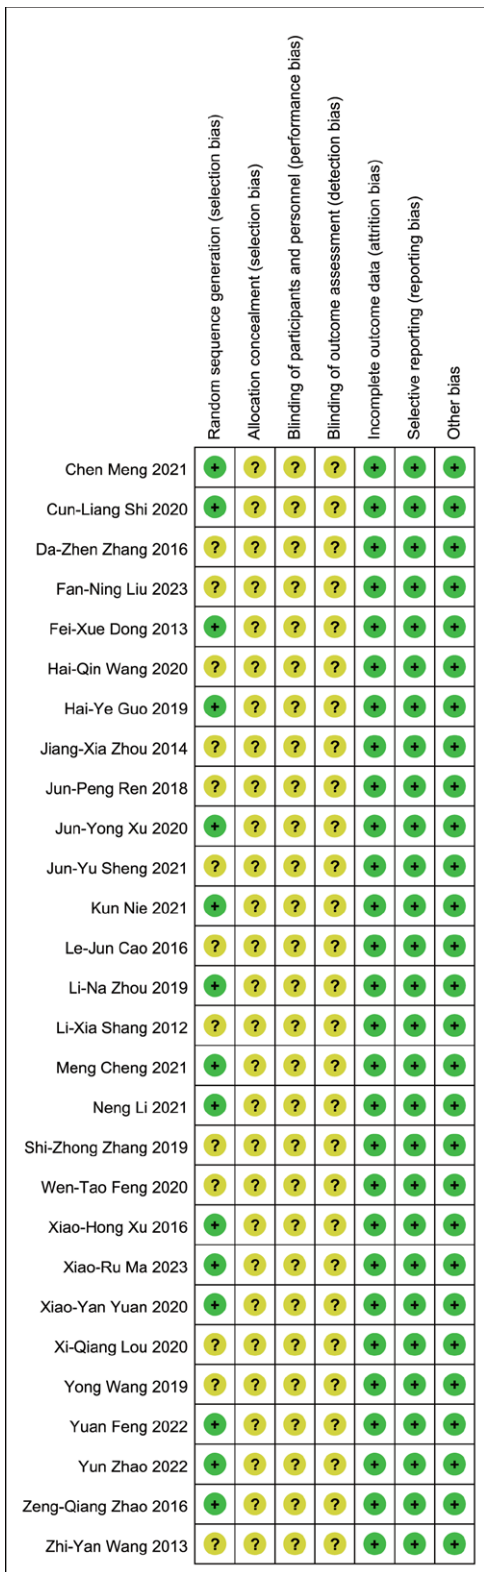 Random sequence generation (selection bias)
Allocation concealment (selection bias)
Blinding of participants and personnel (performance bias)
Blinding of outcome assessment (detection bias)
Incomplete outcome data (attrition bias)
Selective reporting (reporting bias)
Other bias
Chen Meng 2021 + ? ? ? + + +
Cun-Liang Shi 2020 + ? ? ? + + +
Da-Zhen Zhang 2016 ? ? ? ? + + +
Fan-Ning Liu 2023 ? ? ? ? + + +
Fei-Xue Dong 2013 + ? ? ? + + +
Hai-Qin Wang 2020 ? ? ? ? + + +
Hai-Ye Guo 2019 + ? ? ? + + +
Jiang-Xia Zhou 2014 ? ? ? ? + + +
Jun-Peng Ren 2018 ? ? ? ? + + +
Jun-Yong Xu 2020 + ? ? ? + + +
Jun-Yu Sheng 2021 ? ? ? ? + + +
Kun Nie 2021 + ? ? ? + + +
Le-Jun Cao 2016 ? ? ? ? + + +
Li-Na Zhou 2019 + ? ? ? + + +
Li-Xia Shang 2012 ? ? ? ? + + +
Meng Cheng 2021 + ? ? ? + + +
Neng Li 2021 + ? ? ? + + +
Shi-Zhong Zhang 2019 ? ? ? ? + + +
Wen-Tao Feng 2020 ? ? ? ? + + +
Xiao-Hong Xu 2016 + ? ? ? + + +
Xiao-Ru Ma 2023 + ? ? ? + + +
Xiao-Yan Yuan 2020 + ? ? ? + + +
Xi-Qiang Lou 2020 ? ? ? ? + + +
Yong Wang 2019 ? ? ? ? + + +
Yuan Feng 2022 + ? ? ? + + +
Yun Zhao 2022 + ? ? ? + + +
Zeng-Qiang Zhao 2016 + ? ? ? + + +
Zhi-Yan Wang 2013 ? ? ? ? + + +